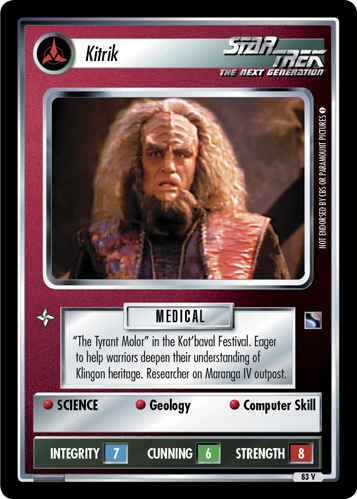 Kitrik
STAR TREK
THE NEXT GENERATION
NOT ENDORSED BY CBS OR PARAMOUNT PICTURES
MEDICAL
“The Tyrant Molor” in the Kot’baval Festival. Eager
to help warriors deepen their understanding of
Klingon heritage. Researcher on Maranga IV outpost.
SCIENCE Geology Computer Skill
INTEGRITY 7 CUNNING 6 STRENGTH 8
83 V